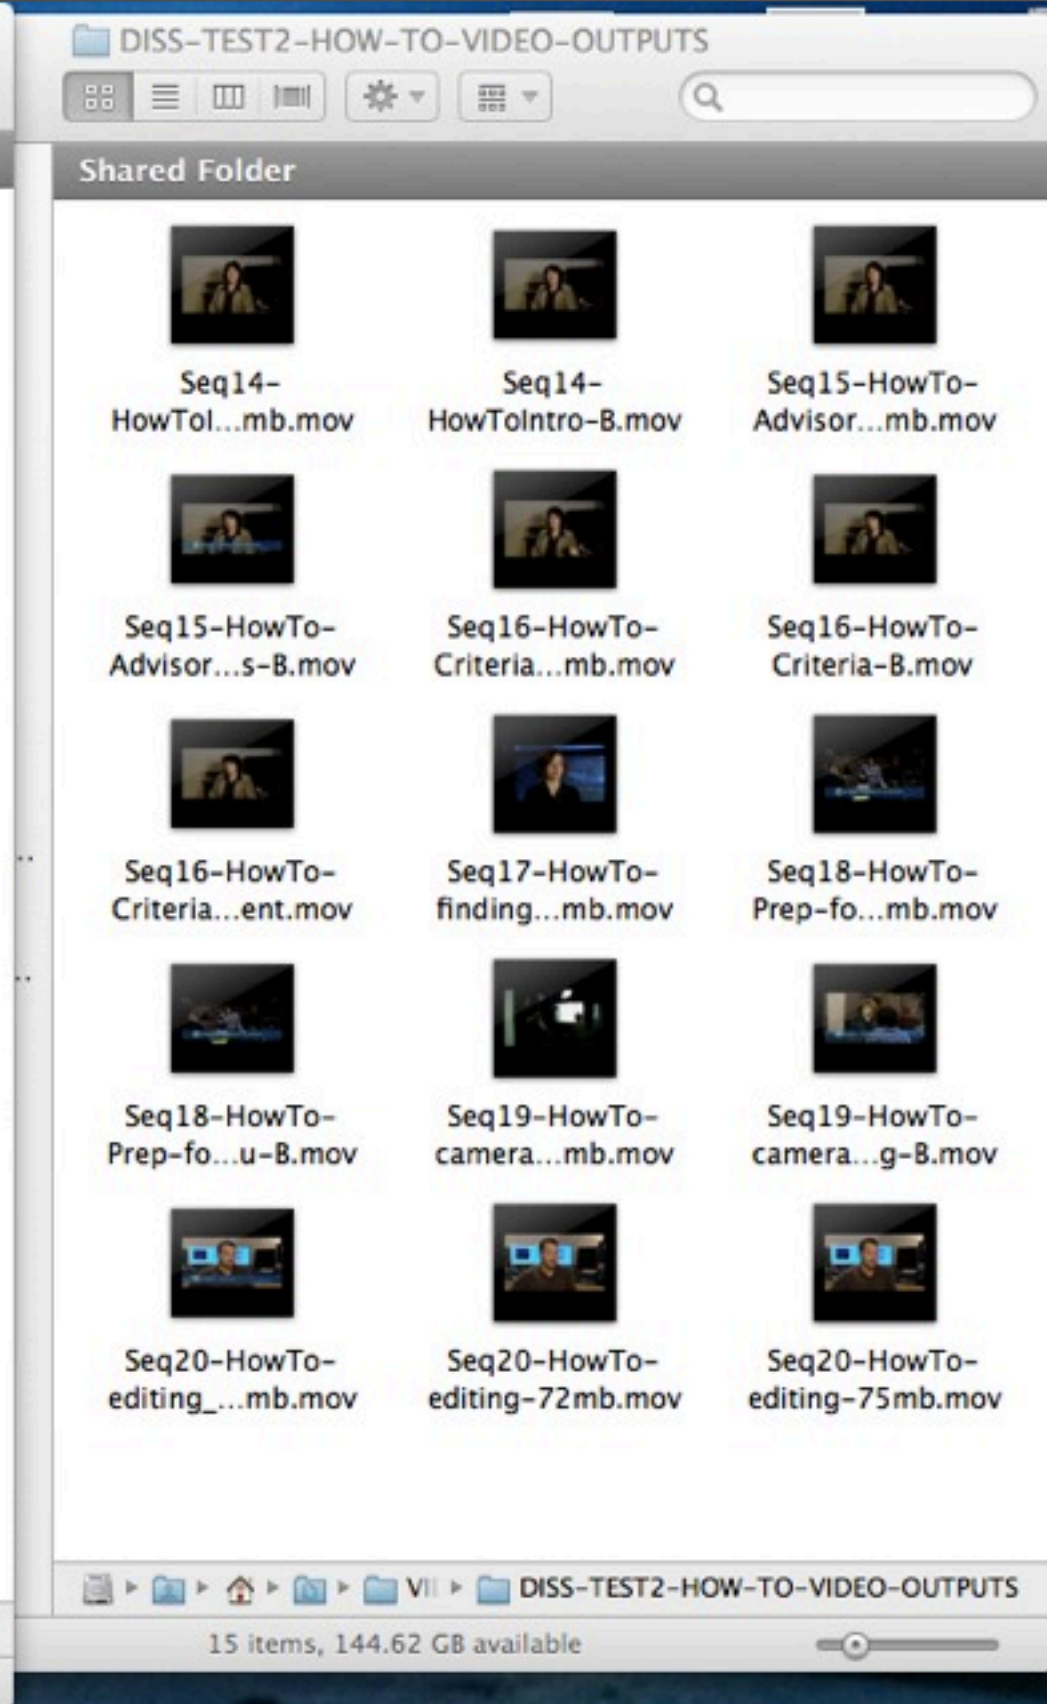 DISS-TEST2-HOW-TO-VIDEO-OUTPUTS
Shared Folder
Seq14-
HowToI...mb.mov
Seq14-
HowToIntro-B.mov
Seq15-HowTo-
Advisor...mb.mov
Seq15-HowTo-
Advisor...s-B.mov
Seq16-HowTo-
Criteria...mb.mov
Seq16-HowTo-
Criteria-B.mov
Seq16-HowTo-
Criteria...ent.mov
Seq17-HowTo-
finding...mb.mov
Seq18-HowTo-
Prep-fo...mb.mov
Seq18-HowTo-
Prep-fo...u-B.mov
Seq19-HowTo-
camera...mb.mov
Seq19-HowTo-
camera...g-B.mov
Seq20-HowTo-
editing_...mb.mov
Seq20-HowTo-
editing-72mb.mov
Seq20-HowTo-
editing-75mb.mov
DISS-TEST2-HOW-TO-VIDEO-OUTPUTS
15 items, 144.62 GB available